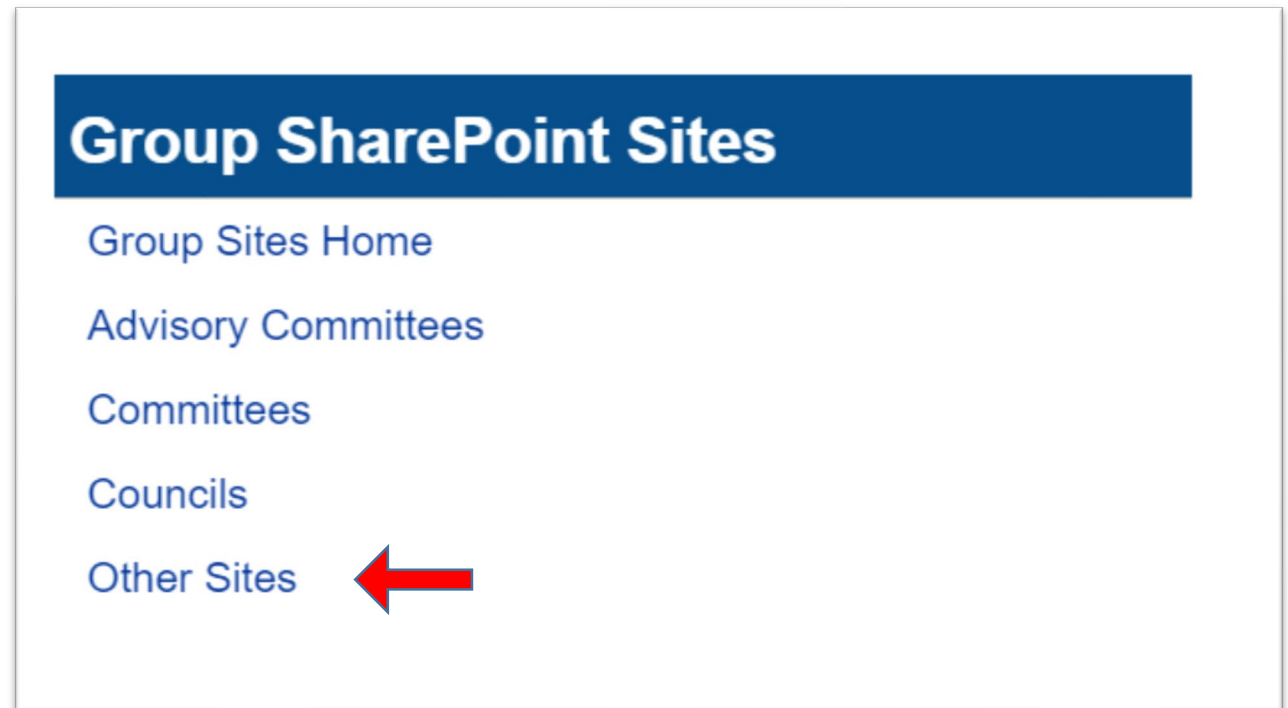 Group SharePoint Sites
Group Sites Home
Advisory Committees
Committees
Councils
Other Sites